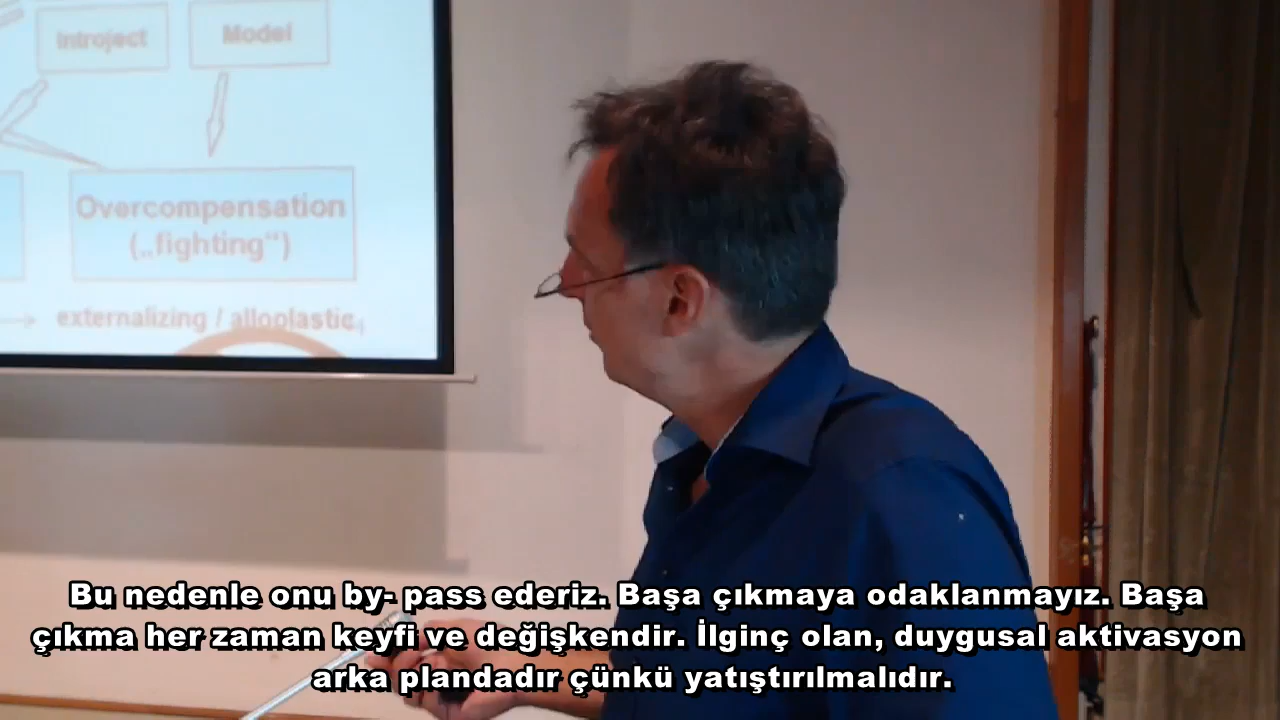 Introject
Model
Overcompensation
(„fighting“)
externalizing / alloplastic
Bu nedenle onu by- pass ederiz. Başa çıkmaya odaklanmayız. Başa
çıkma her zaman keyfi ve değişkendir. İlginç olan, duygusal aktivasyon
arka plandadır çünkü yatıştırılmalıdır.